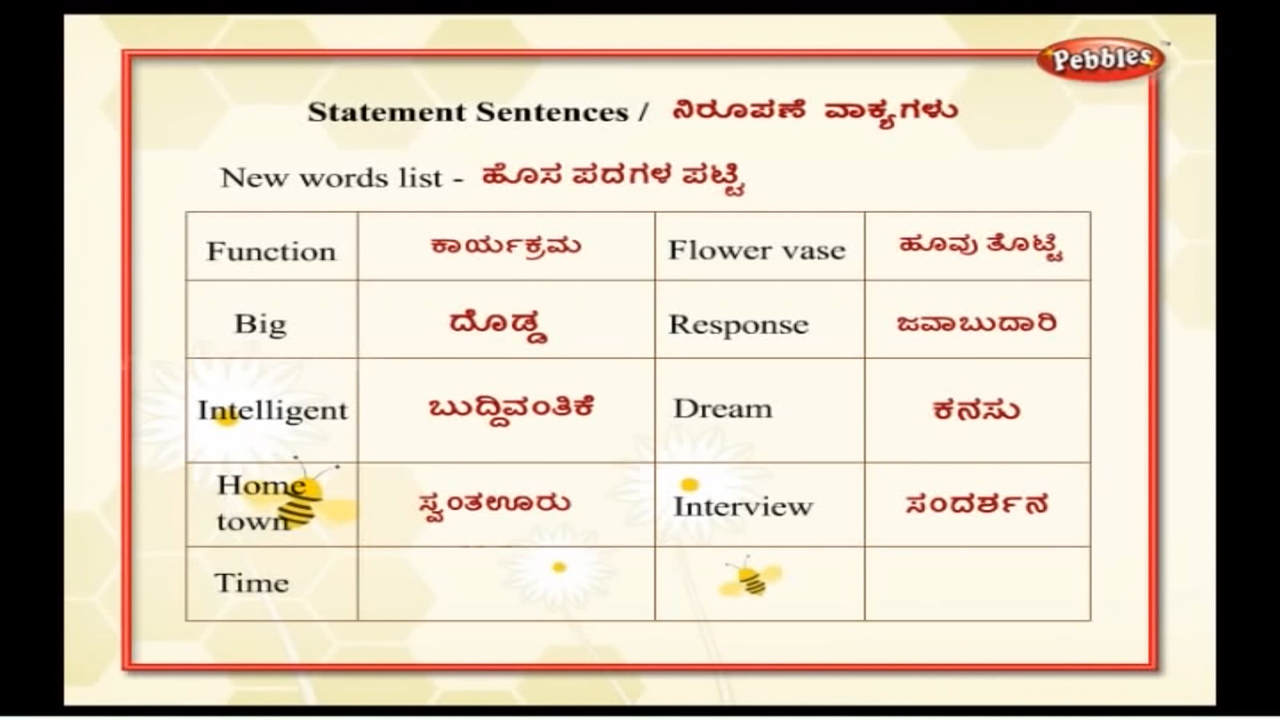 Pebbles
Statement Sentences / ನಿರೂಪಣೆ ವಾಕ್ಯಗಳು
New words list - ಹೊಸ ಪದಗಳ ಪಟ್ಟಿ
Function ಕಾರ್ಯಕ್ರಮ Flower vase ಹೂವು ತೊಟ್ಟಿ
Big ದೊಡ್ಡ Response ಜವಾಬುದಾರಿ
Intelligent ಬುದ್ದಿವಂತಿಕೆ Dream ಕನಸು
Home town ಸ್ವಂತಊರು Interview ಸಂದರ್ಶನ
Time